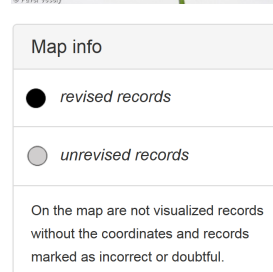 Map info
revised records
unrevised records
On the map are not visualized records
without the coordinates and records
marked as incorrect or doubtful.